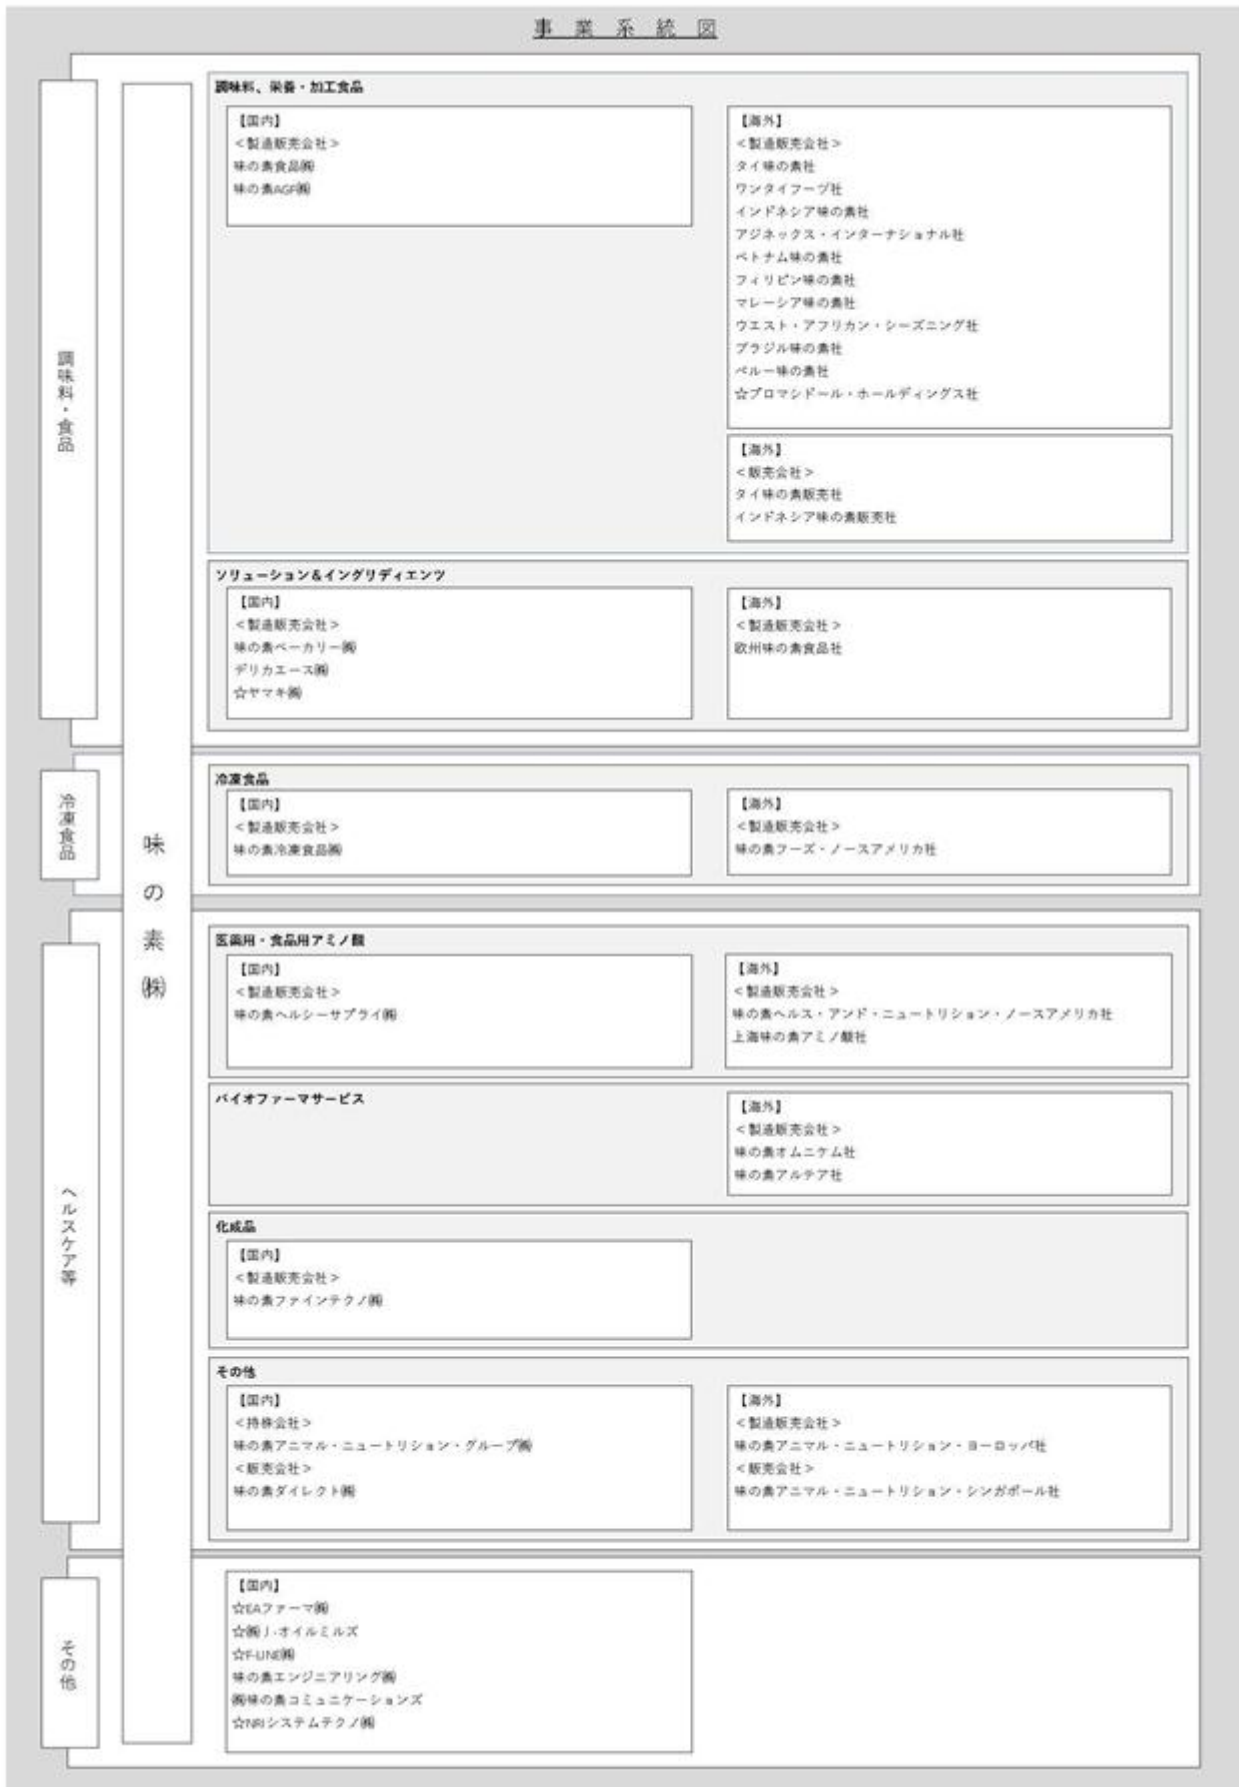 事業系統図
調味料・食品
味の素㈱
調味料、栄養・加工食品
【国内】
＜製造販売会社＞
味の素食品㈱
味の素AGF㈱
【海外】
＜製造販売会社＞
タイ味の素社
ワンタイフーヅ社
インドネシア味の素社
アジネックス・インターナショナル社
ベトナム味の素社
フィリピン味の素社
マレーシア味の素社
ウエスト・アフリカン・シーズニング社
ブラジル味の素社
ペルー味の素社
☆プロマシドール・ホールディングス社
【海外】
＜販売会社＞
タイ味の素販売社
インドネシア味の素販売社
ソリューション＆イングリディエンツ
【国内】
＜製造販売会社＞
味の素ベーカリー㈱
デリカエース㈱
☆ヤマキ㈱
【海外】
＜製造販売会社＞
欧州味の素食品社
冷凍食品
冷凍食品
【国内】
＜製造販売会社＞
味の素冷凍食品㈱
【海外】
＜製造販売会社＞
味の素フーズ・ノースアメリカ社
ヘルスケア等
医薬用・食品用アミノ酸
【国内】
＜製造販売会社＞
味の素ヘルシーサプライ㈱
【海外】
＜製造販売会社＞
味の素ヘルス・アンド・ニュートリション・ノースアメリカ社
上海味の素アミノ酸社
バイオファーマサービス
【海外】
＜製造販売会社＞
味の素オムニケム社
味の素アルテア社
化成品
【国内】
＜製造販売会社＞
味の素ファインテクノ㈱
その他
【国内】
＜持株会社＞
味の素アニマル・ニュートリション・グループ㈱
＜販売会社＞
味の素ダイレクト㈱
【海外】
＜製造販売会社＞
味の素アニマル・ニュートリション・ヨーロッパ社
＜販売会社＞
味の素アニマル・ニュートリション・シンガポール社
その他
【国内】
☆EAファーマ㈱
☆㈱J-オイルミルズ
☆F-LINE㈱
味の素エンジニアリング㈱
㈱味の素コミュニケーションズ
☆NRIシステムテクノ㈱